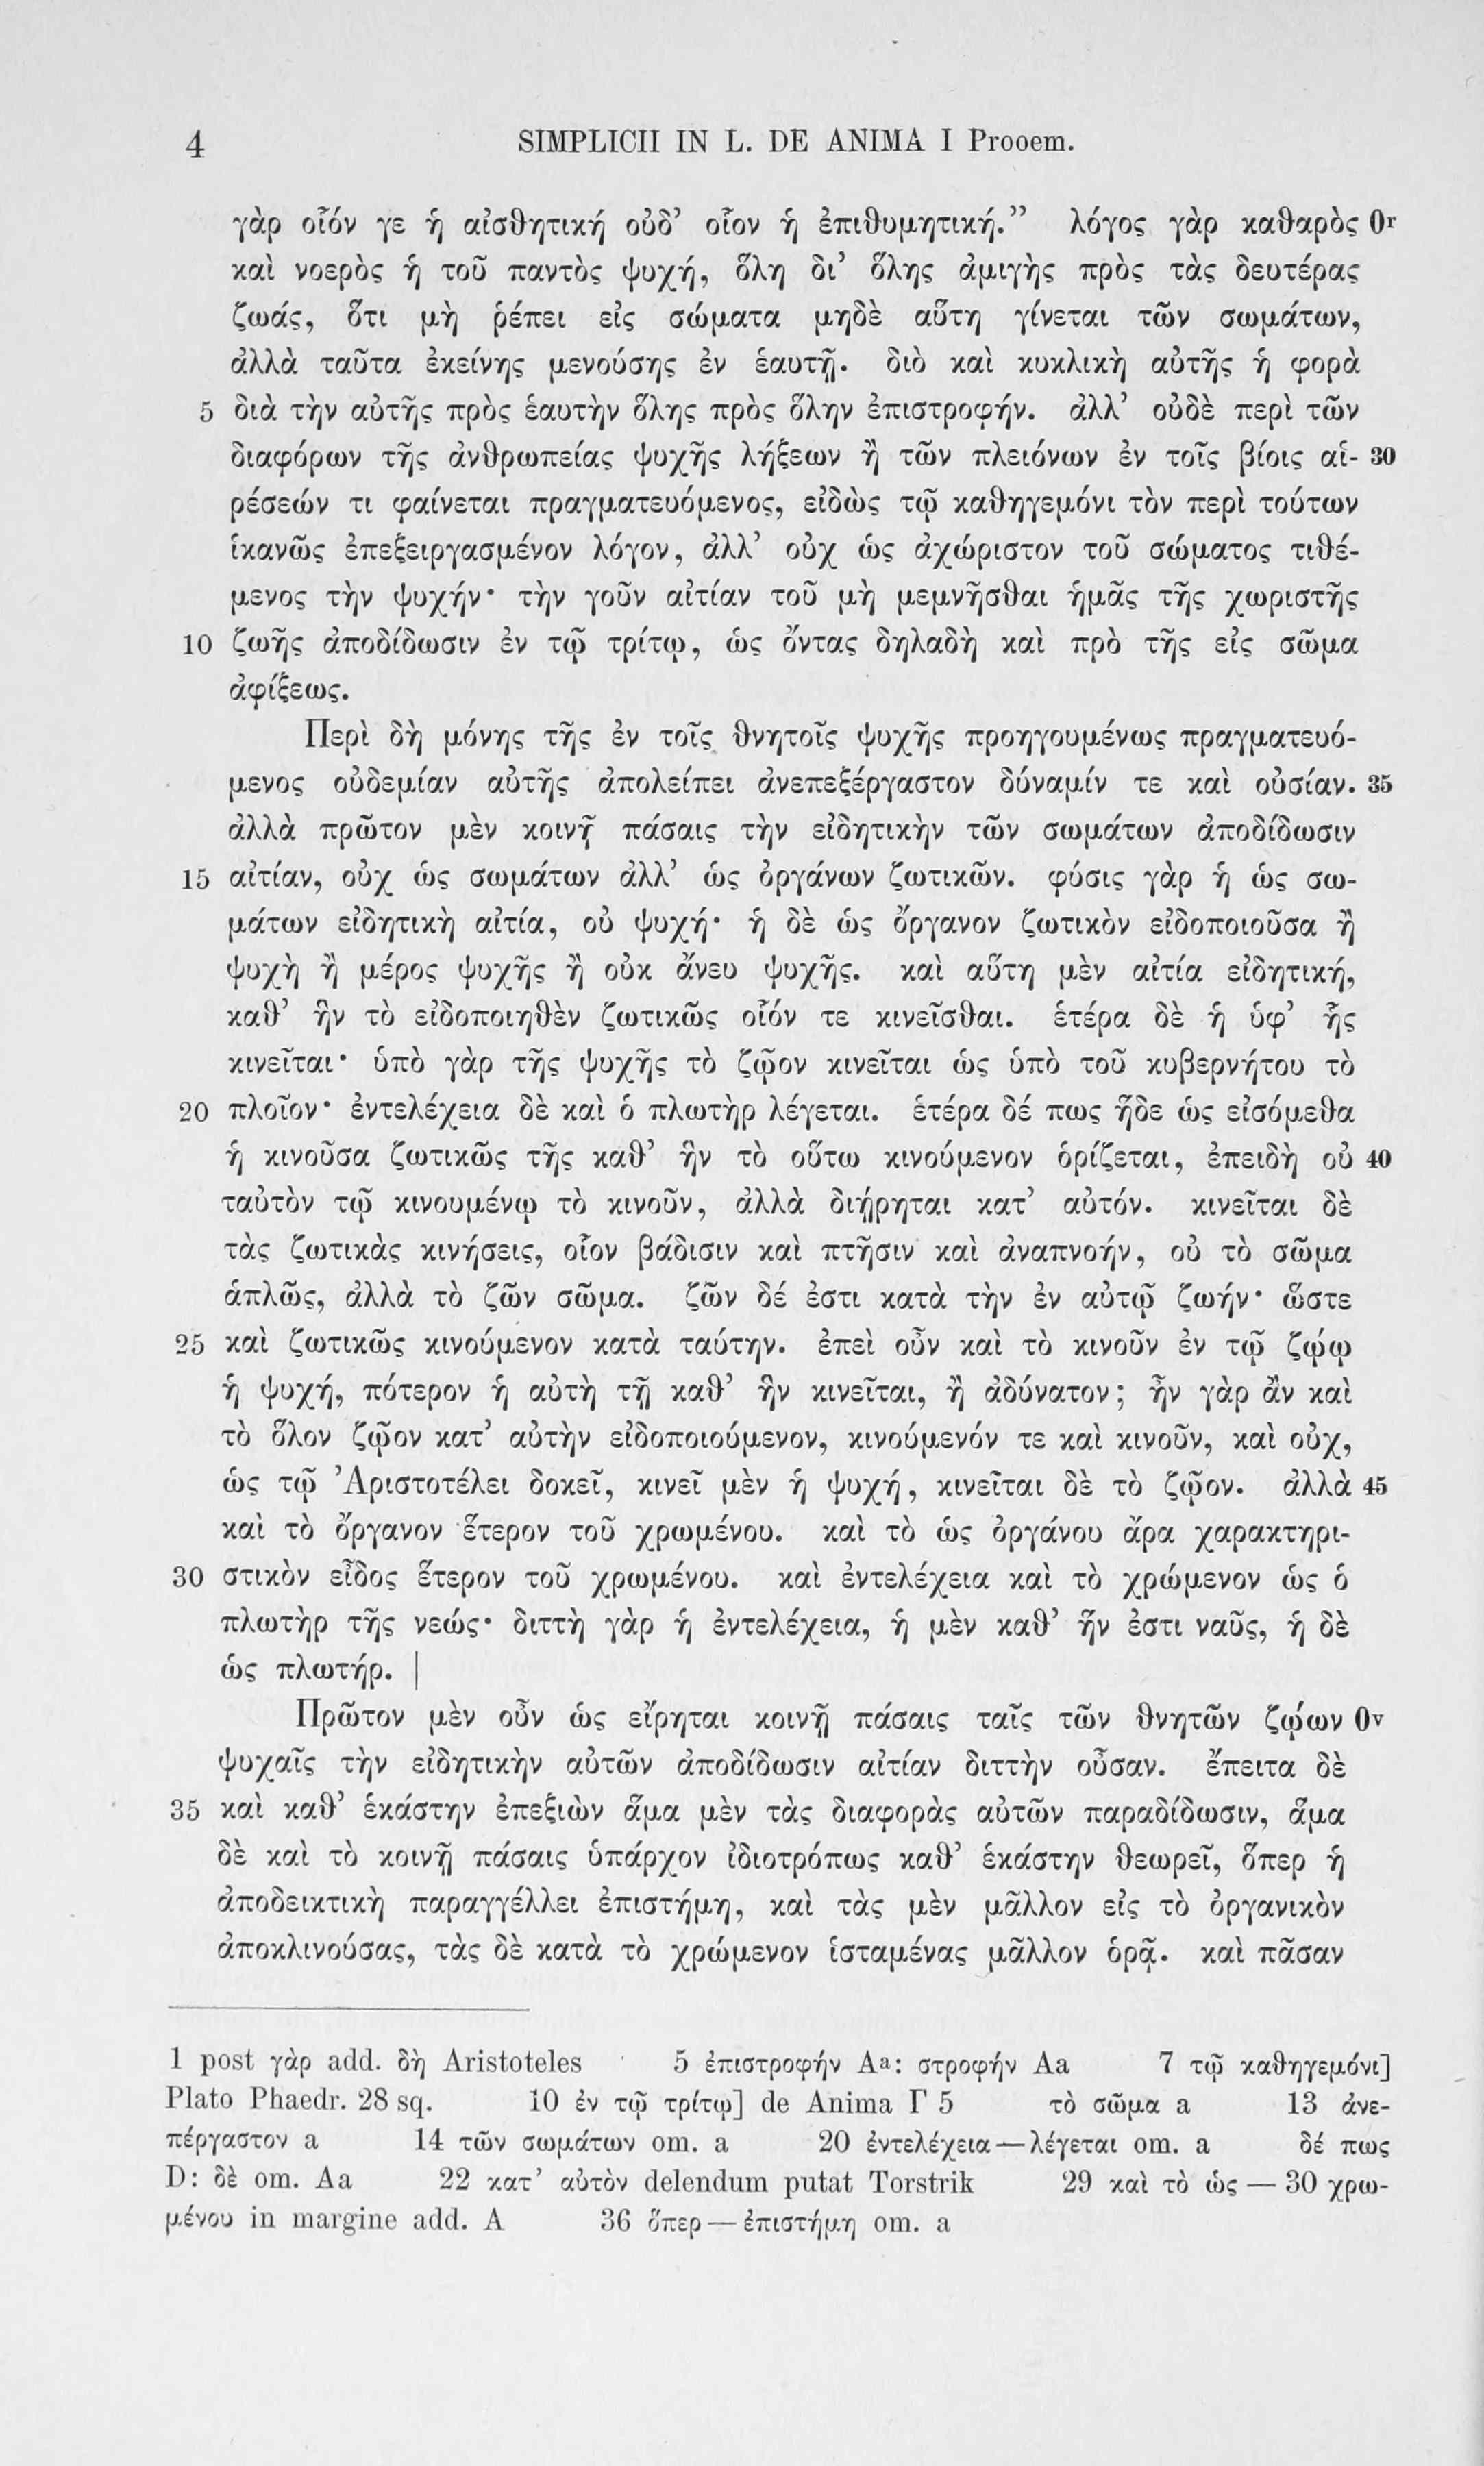 4 SIMPLICII IN L. DE ANIMA I Prooem.
γὰρ οἷόν γε ἡ αἰσθητική οὐδ’ οἷον ἡ ἐπιθυμητική.” λόγος γὰρ καθαρὸς 0r
καὶ νοερὸς ἡ τοῦ παντὸς ψυχή, ὅλη δι’ ὅλης ἀμιγὴς πρὸς τὰς δευτέρας
ζωάς, ὅτι μὴ ῥέπει εἰς σώματα μηδὲ αὕτη γίνεται τῶν σωμάτων,
ἀλλὰ ταῦτα ἐκείνης μενούσης ἐν ἑαυτῇ. διὸ καὶ κυκλικὴ αὐτῆς ἡ φορὰ
5 διὰ τὴν αὐτῆς πρὸς ἑαυτὴν ὅλης πρὸς ὅλην ἐπιστροφήν. ἀλλ’ οὐδὲ περὶ τῶν
διαφόρων τῆς ἀνθρωπείας ψυχῆς λήξεων ἢ τῶν πλειόνων ἐν τοῖς βίοις αἱ- 30
ρέσεών τι φαίνεται πραγματευόμενος, εἰδὼς τῷ καθηγεμόνι τὸν περὶ τούτων
ἱκανῶς ἐπεξειργασμένον λόγον, ἀλλ’ οὐχ ὡς ἀχώριστον τοῦ σώματος τιθέ-
μενος τὴν ψυχήν· τὴν γοῦν αἰτίαν τοῦ μὴ μεμνῆσθαι ἡμᾶς τῆς χωριστῆς
10 ζωῆς ἀποδίδωσιν ἐν τῷ τρίτῳ, ὡς ὄντας δηλαδὴ καὶ πρὸ τῆς εἰς σῶμα
ἀφίξεως.
Περὶ δὴ μόνης τῆς ἐν τοῖς θνητοῖς ψυχῆς προηγουμένως πραγματευό-
μενος οὐδεμίαν αὐτῆς ἀπολείπει ἀνεπεξέργαστον δύναμίν τε καὶ οὐσίαν. 35
ἀλλὰ πρῶτον μὲν κοινῇ πάσαις τὴν εἰδητικὴν τῶν σωμάτων ἀποδίδωσιν
15 αἰτίαν, οὐχ ὡς σωμάτων ἀλλ’ ὡς ὀργάνων ζωτικῶν. φύσις γὰρ ἡ ὡς σω-
μάτων εἰδητικὴ αἰτία, οὐ ψυχή· ἡ δὲ ὡς ὄργανον ζωτικὸν εἰδοποιοῦσα ἢ
ψυχὴ ἢ μέρος ψυχῆς ἢ οὐκ ἄνευ ψυχῆς. καὶ αὕτη μὲν αἰτία εἰδητική,
καθ’ ἣν τὸ εἰδοποιηθὲν ζωτικῶς οἷόν τε κινεῖσθαι. ἑτέρα δὲ ἡ ὑφ’ ἧς
κινεῖται· ὑπὸ γὰρ τῆς ψυχῆς τὸ ζῷον κινεῖται ὡς ὑπὸ τοῦ κυβερνήτου τὸ
20 πλοῖον· ἐντελέχεια δὲ καὶ ὁ πλωτὴρ λέγεται. ἑτέρα δέ πως ἥδε ὡς εἰσόμεθα
ἡ κινοῦσα ζωτικῶς τῆς καθ’ ἣν τὸ οὕτω κινούμενον ὁρίζεται, ἐπειδὴ οὐ 40
ταὐτὸν τῷ κινουμένῳ τὸ κινοῦν, ἀλλὰ διῄρηται κατ’ αὐτόν. κινεῖται δὲ
τὰς ζωτικὰς κινήσεις, οἷον βάδισιν καὶ πτῆσιν καὶ ἀναπνοήν, οὐ τὸ σῶμα
ἁπλῶς, ἀλλὰ τὸ ζῶν σῶμα. ζῶν δέ ἐστι κατὰ τὴν ἐν αὐτῷ ζωήν· ὥστε
25 καὶ ζωτικῶς κινούμενον κατὰ ταύτην. ἐπεὶ οὖν καὶ τὸ κινοῦν ἐν τῷ ζῴῳ
ἡ ψυχή, πότερον ἡ αὐτὴ τῇ καθ’ ἣν κινεῖται, ἢ ἀδύνατον; ἦν γὰρ ἂν καὶ
τὸ ὅλον ζῷον κατ’ αὐτὴν εἰδοποιούμενον, κινούμενόν τε καὶ κινοῦν, καὶ οὐχ,
ὡς τῷ Ἀριστοτέλει δοκεῖ, κινεῖ μὲν ἡ ψυχή, κινεῖται δὲ τὸ ζῷον. ἀλλὰ 45
καὶ τὸ ὄργανον ἕτερον τοῦ χρωμένου. καὶ τὸ ὡς ὀργάνου ἄρα χαρακτηρι-
30 στικὸν εἶδος ἕτερον τοῦ χρωμένου. καὶ ἐντελέχεια καὶ τὸ χρώμενον ὡς ὁ
πλωτὴρ τῆς νεώς· διττὴ γὰρ ἡ ἐντελέχεια, ἡ μὲν καθ’ ἥν ἐστι ναῦς, ἡ δὲ
ὡς πλωτήρ. |
Πρῶτον μὲν οὖν ὡς εἴρηται κοινῇ πάσαις ταῖς τῶν θνητῶν ζῴων 0v
ψυχαῖς τὴν εἰδητικὴν αὐτῶν ἀποδίδωσιν αἰτίαν διττὴν οὖσαν. ἔπειτα δὲ
35 καὶ καθ’ ἑκάστην ἐπεξιὼν ἅμα μὲν τὰς διαφορὰς αὐτῶν παραδίδωσιν, ἅμα
δὲ καὶ τὸ κοινῇ πάσαις ὑπάρχον ἰδιοτρόπως καθ’ ἑκάστην θεωρεῖ, ὅπερ ἡ
ἀποδεικτικὴ παραγγέλλει ἐπιστήμη, καὶ τὰς μὲν μᾶλλον εἰς τὸ ὀργανικὸν
ἀποκλινούσας, τὰς δὲ κατὰ τὸ χρώμενον ἱσταμένας μᾶλλον ὁρᾷ. καὶ πᾶσαν
1 post γὰρ add. δὴ Aristoteles 5 ἐπιστροφήν Aa: στροφήν Aa 7 τῷ καθηγεμόνι]
Plato Phaedr. 28 sq. 10 ἐν τῷ τρίτῳ] de Anima Γ 5 τὸ σῶμα a 13 ἀνε-
πέργαστον a 14 τῶν σωμάτων om. a 20 ἐντελέχεια — λέγεται om. a δέ πως
D: δὲ om. Aa 22 κατ’ αὐτὸν delendum putat Torstrik 29 καὶ τὸ ὡς — 30 χρω-
μένου in margine add. A 36 ὅπερ — ἐπιστήμη om. a